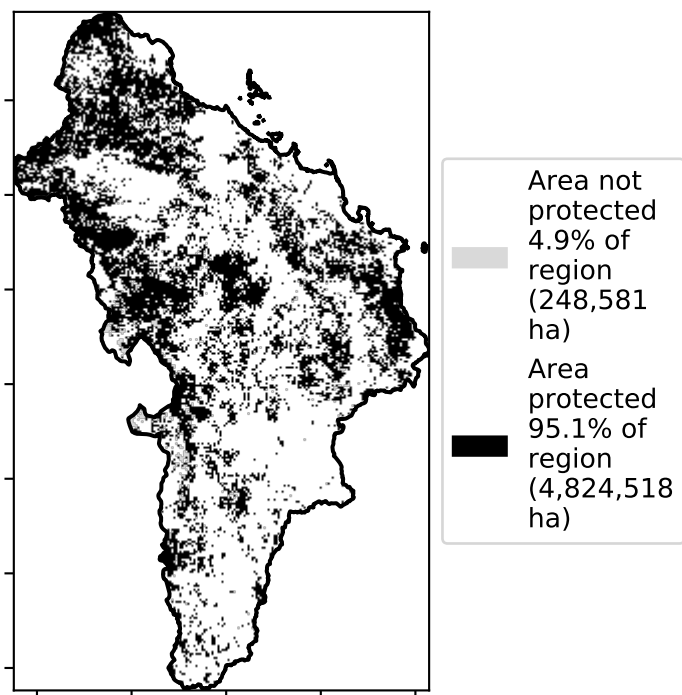 Area not
protected
4.9% of
region
(248,581
ha)
Area
protected
95.1% of
region
(4,824,518
ha)